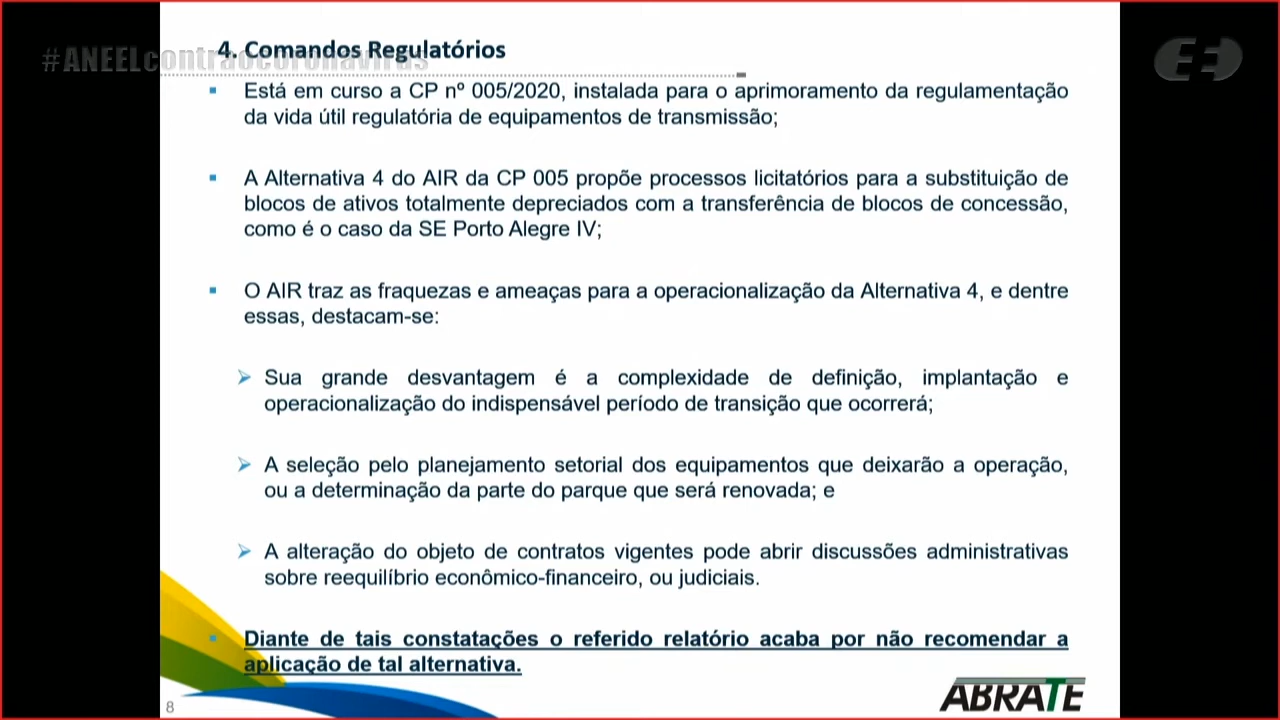 #ANEELcontraocoronavirus
4. Comandos Regulatórios
Está em curso a CP nº 005/2020, instalada para o aprimoramento da regulamentação
da vida útil regulatória de equipamentos de transmissão;
A Alternativa 4 do AIR da CP 005 propõe processos licitatórios para a substituição de
blocos de ativos totalmente depreciados com a transferência de blocos de concessão,
como é o caso da SE Porto Alegre IV;
O AIR traz as fraquezas e ameaças para a operacionalização da Alternativa 4, e dentre
essas, destacam-se:
Sua grande desvantagem é a complexidade de definição, implantação e
operacionalização do indispensável período de transição que ocorrerá;
A seleção pelo planejamento setorial dos equipamentos que deixarão a operação,
ou a determinação da parte do parque que será renovada; e
A alteração do objeto de contratos vigentes pode abrir discussões administrativas
sobre reequilíbrio econômico-financeiro, ou judiciais.
Diante de tais constatações o referido relatório acaba por não recomendar a
aplicação de tal alternativa.
8
ABRATE